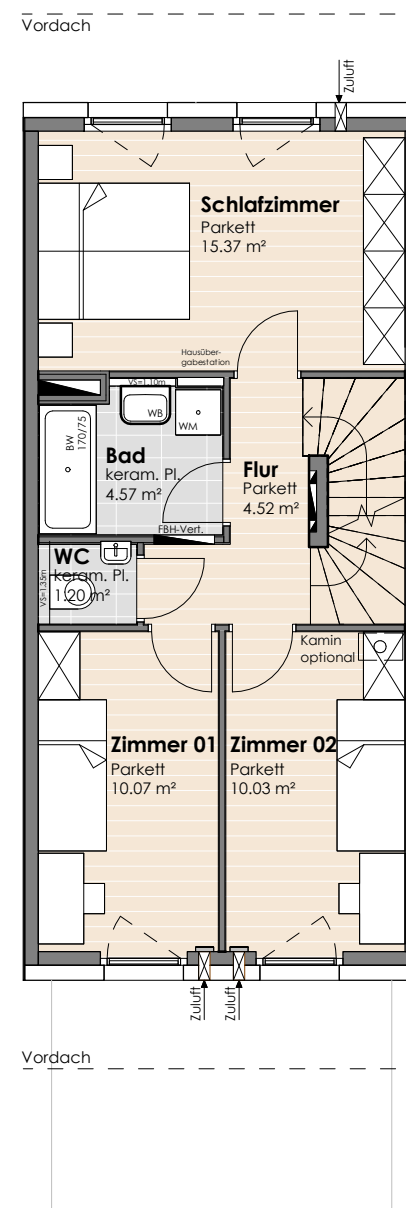 Vordach
Zuluft
Schlafzimmer
Parkett
15.37 m²
Hausüber-
gabestation
VS=1.10m
WB
WM
BW
170/75
Bad
keram. Pl.
4.57 m²
Flur
Parkett
4.52 m²
FBH-Vert.
WC
keram. Pl.
1.20 m²
VS=1.35m
Kamin
optional
Zimmer 01
Parkett
10.07 m²
Zimmer 02
Parkett
10.03 m²
Zuluft
Zuluft
Vordach